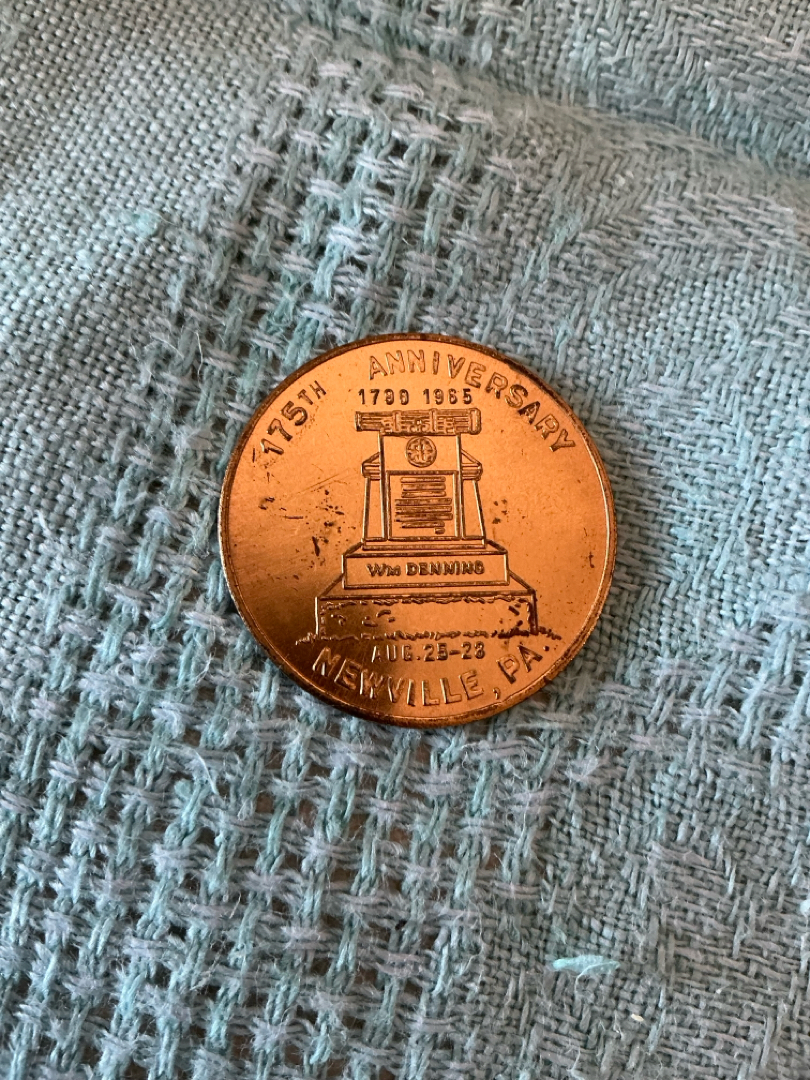 175TH ANNIVERSARY
1790 1965
WM DENNING
AUG. 25-28
NEWVILLE, PA.